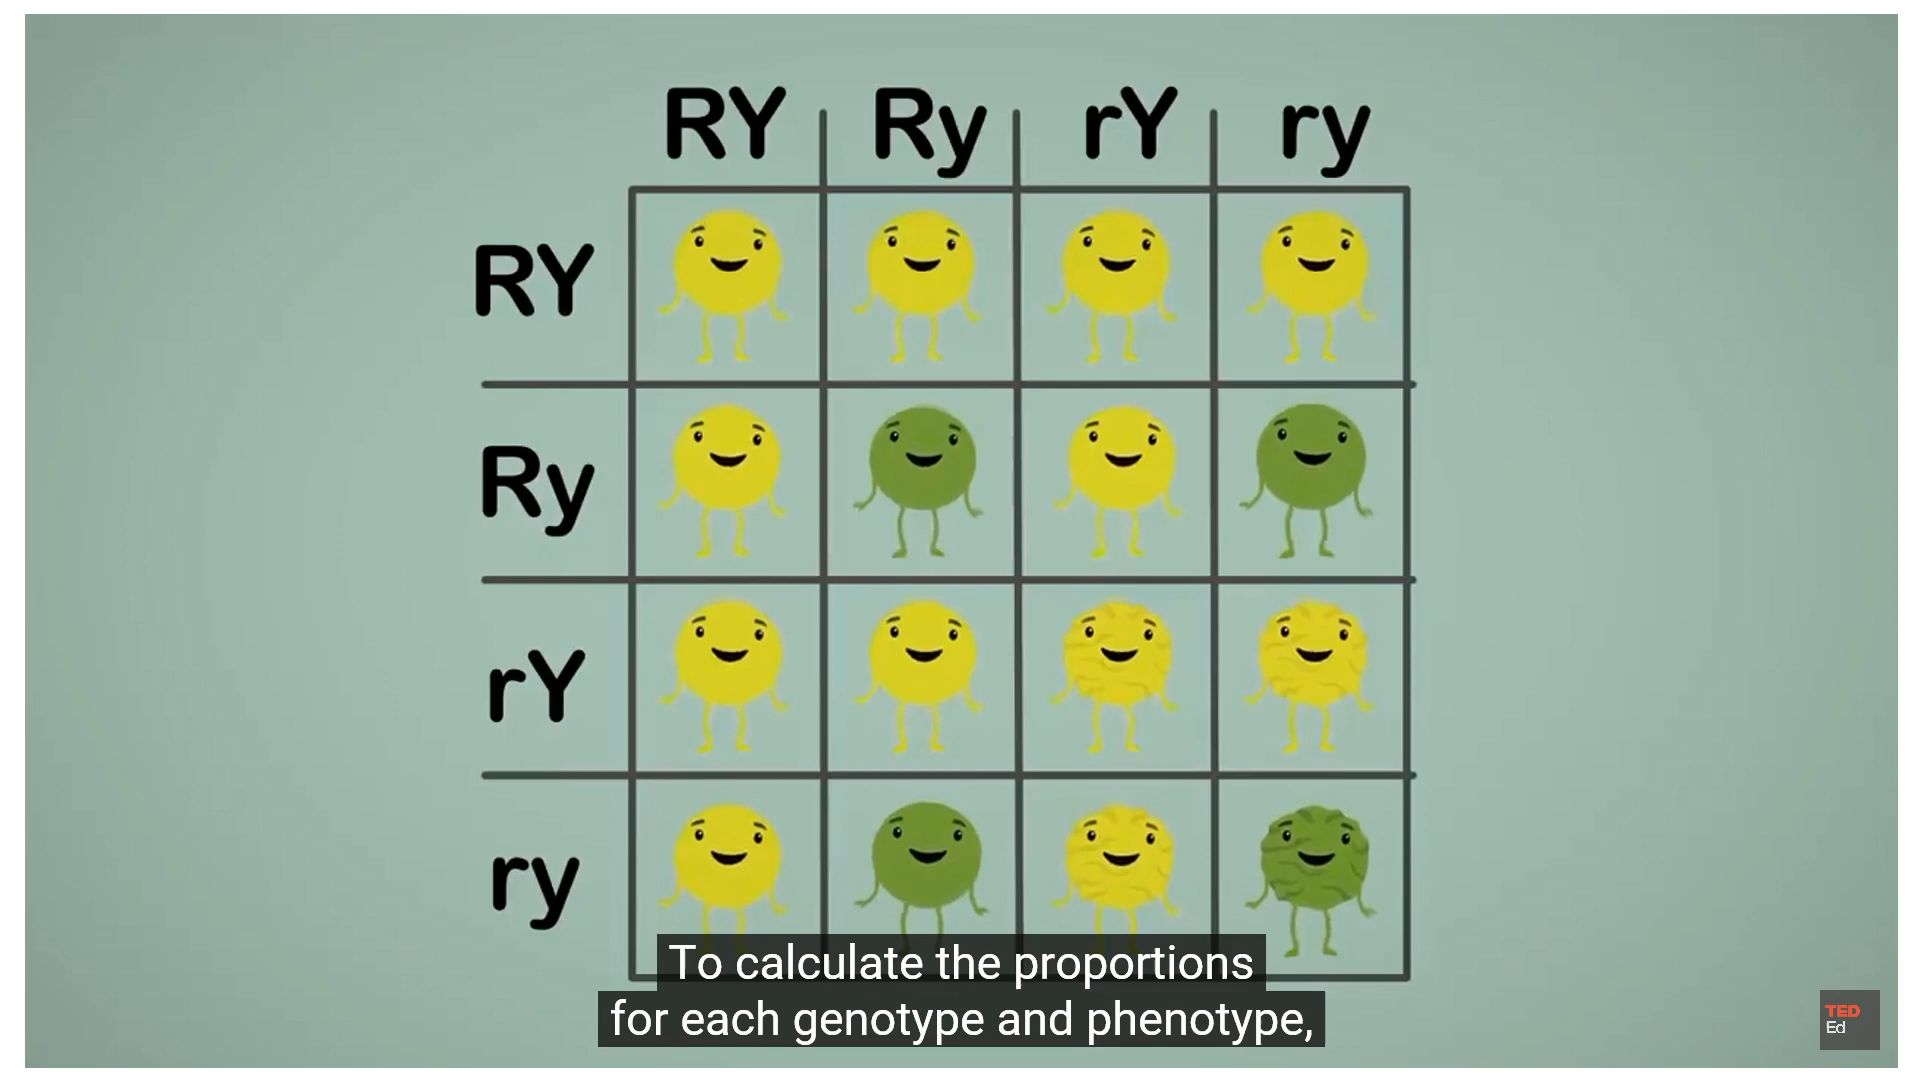 RY Ry rY ry
RY
Ry
rY
ry
To calculate the proportions
for each genotype and phenotype,
TED
Ed